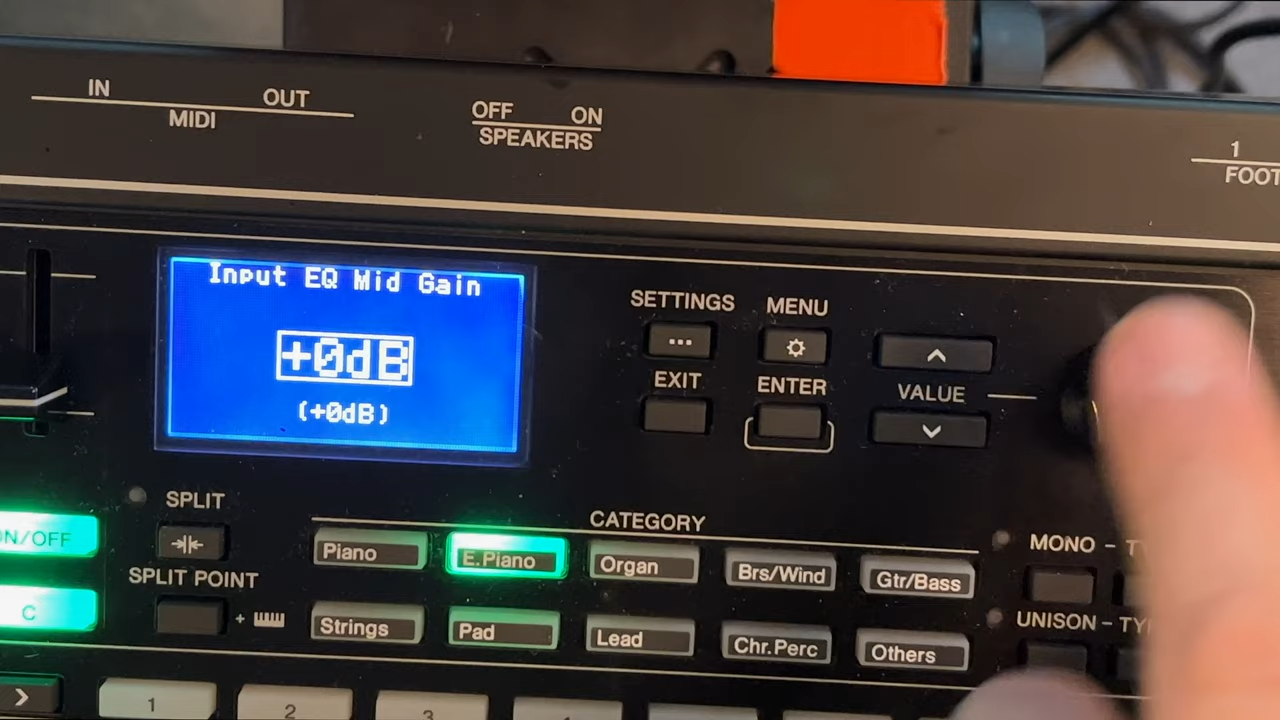 IN OUT
MIDI
OFF ON
SPEAKERS
1
FOOT
Input EQ Mid Gain
+0dB
(+0dB)
SETTINGS MENU
EXIT ENTER
VALUE
ON/OFF
C
SPLIT
SPLIT POINT
+
CATEGORY
Piano E.Piano Organ Brs/Wind Gtr/Bass
Strings Pad Lead Chr.Perc Others
MONO – T
UNISON – TY
1 2 3